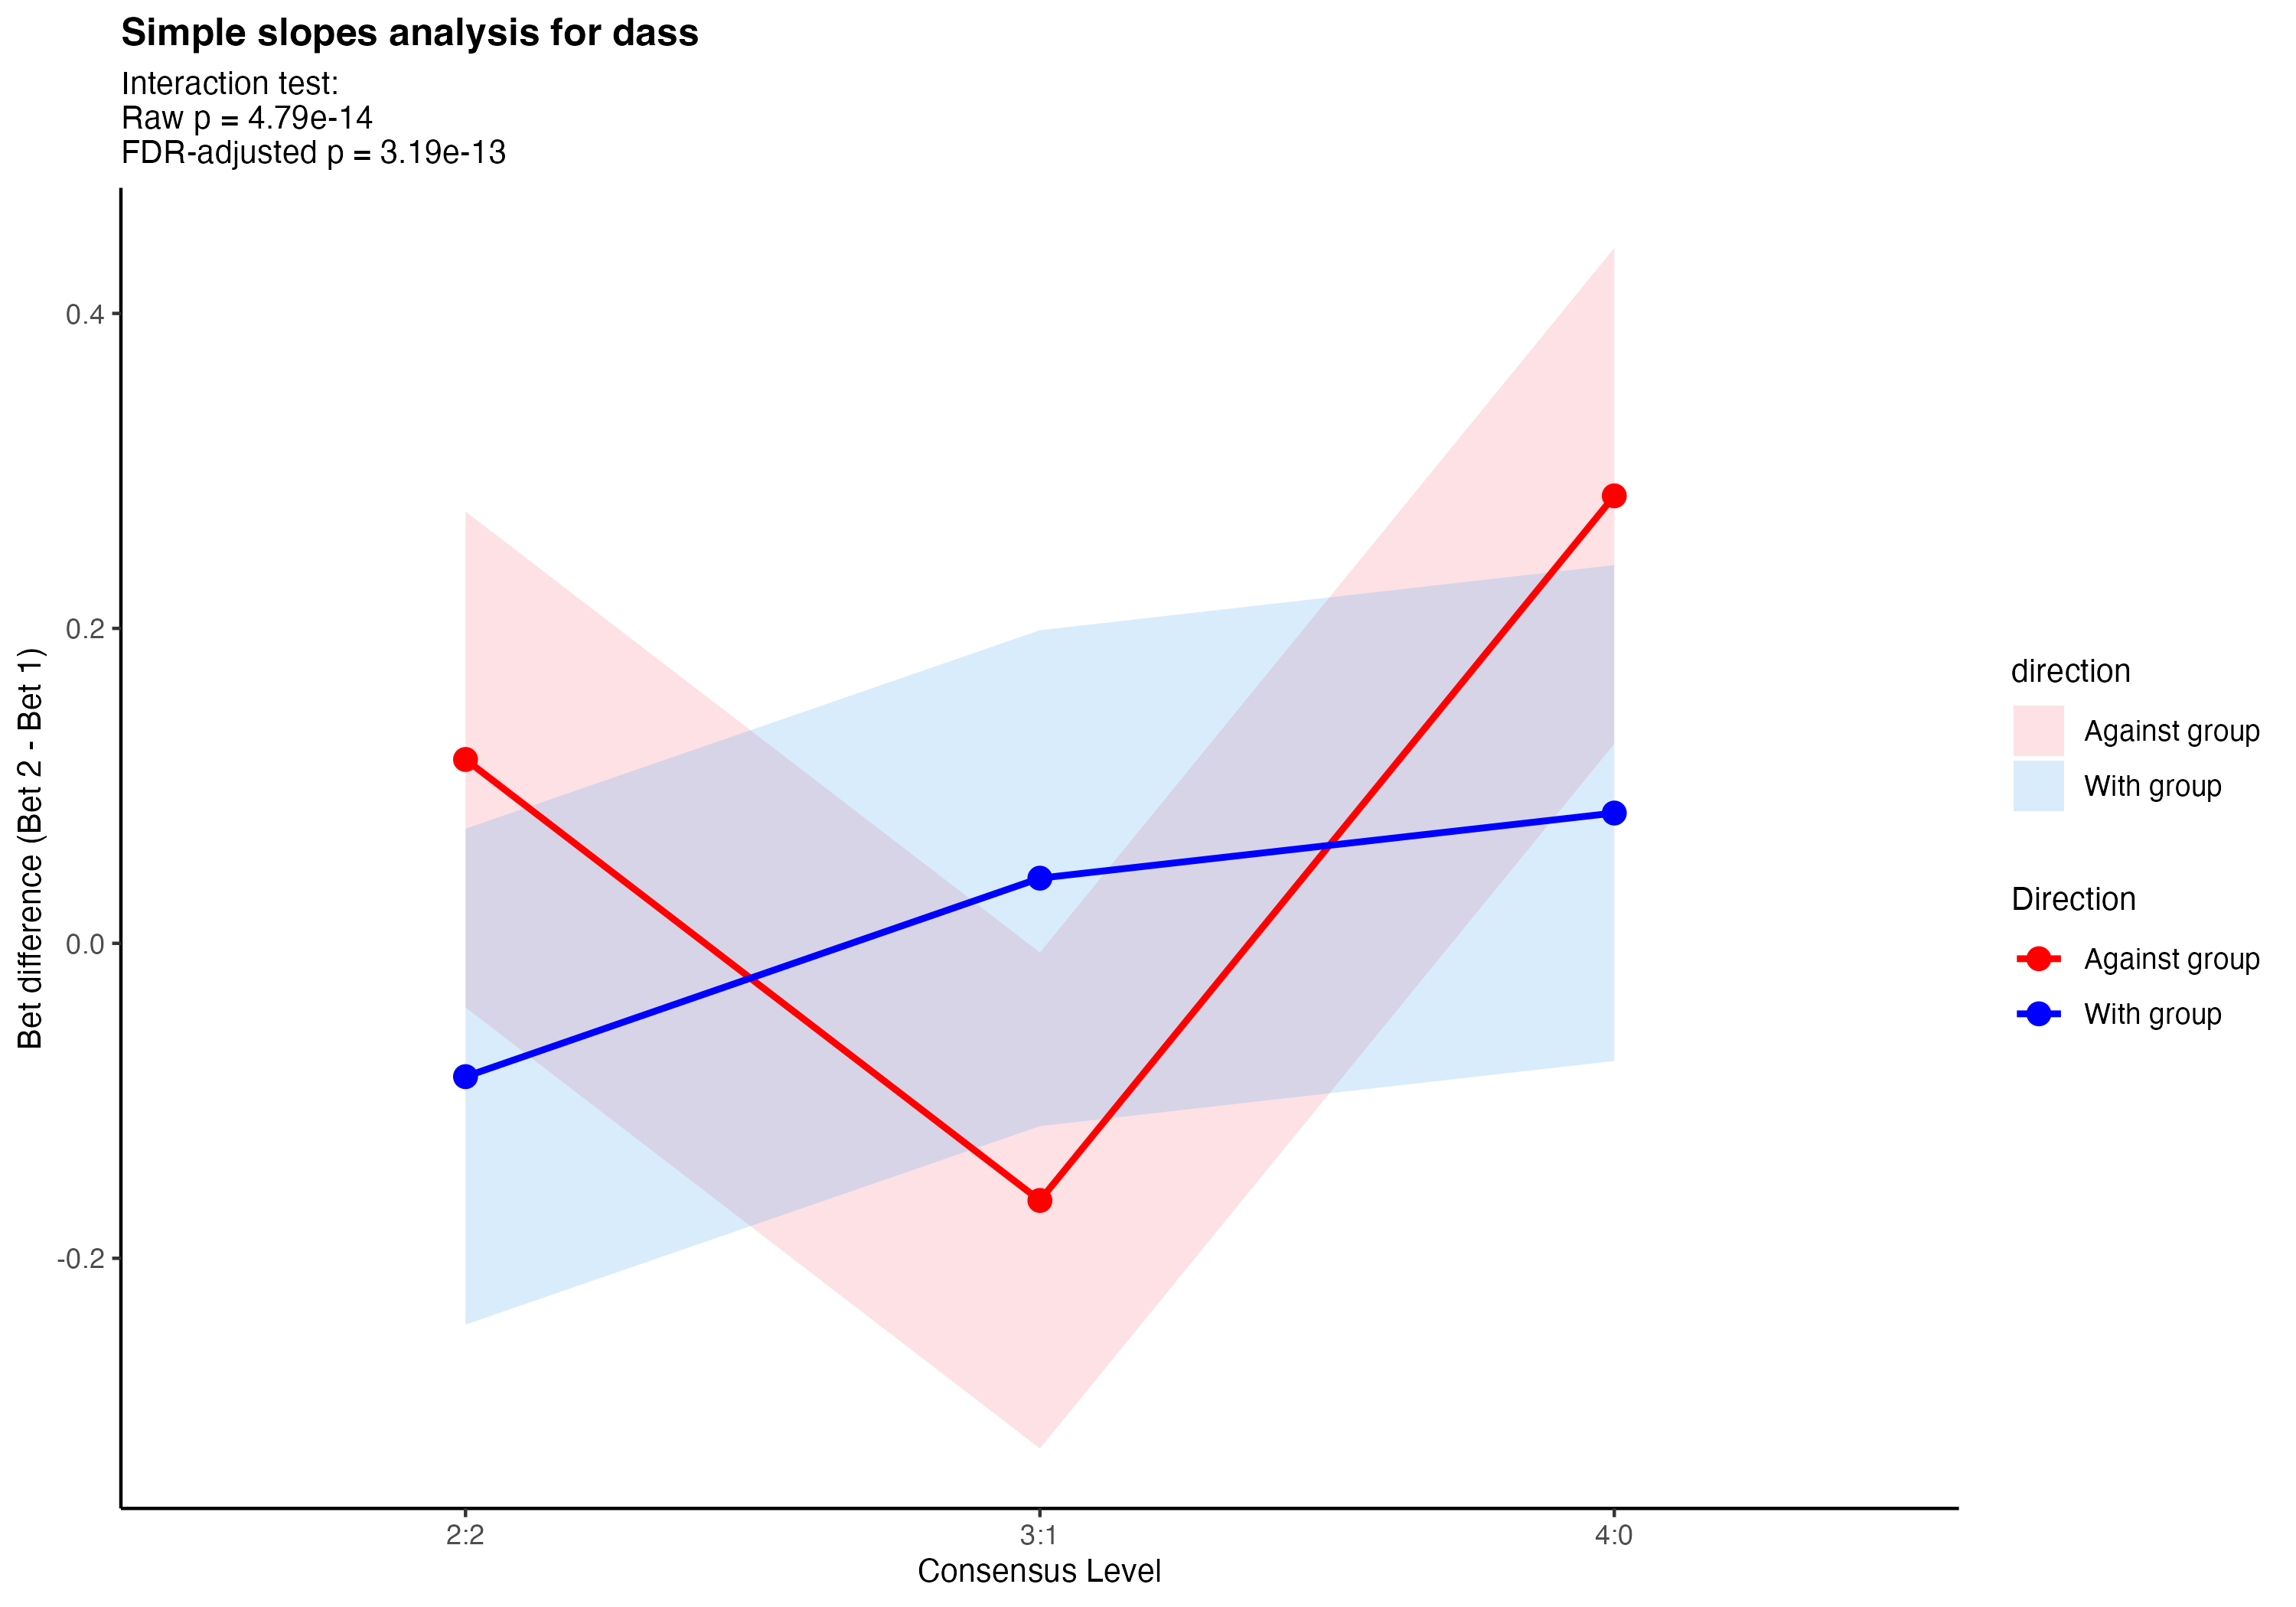 Simple slopes analysis for dass
Interaction test:
Raw p = 4.79e-14
FDR-adjusted p = 3.19e-13
Bet difference (Bet 2 - Bet 1)
0.4
0.2
0.0
-0.2
2:2
3:1
4:0
Consensus Level
direction
Against group
With group
Direction
Against group
With group